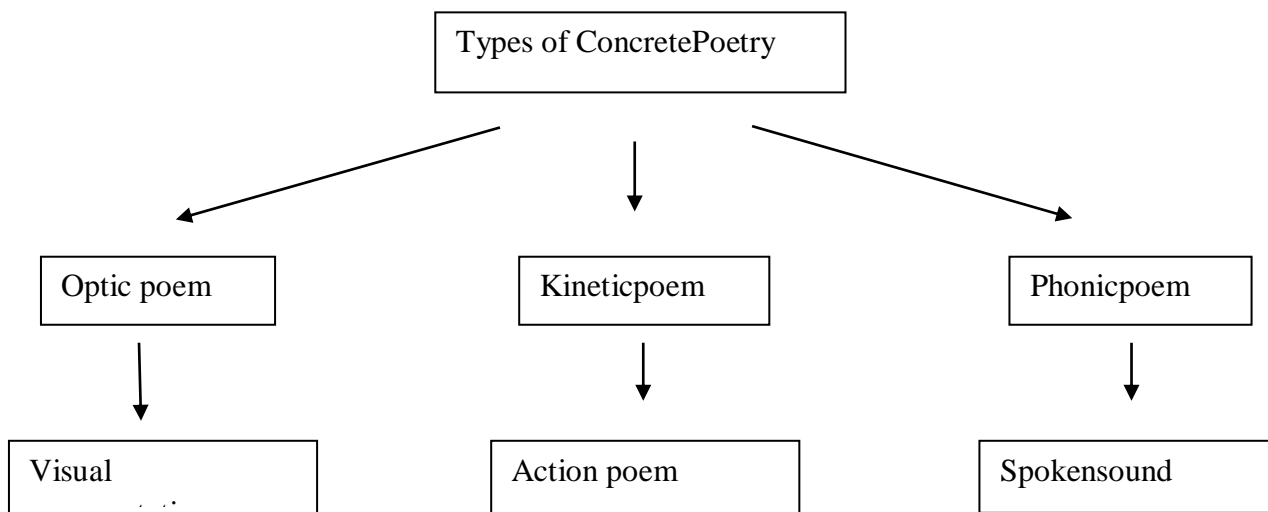 Types of ConcretePoetry
Optic poem
Kineticpoem
Phonicpoem
Visual
Action poem
Spokensound